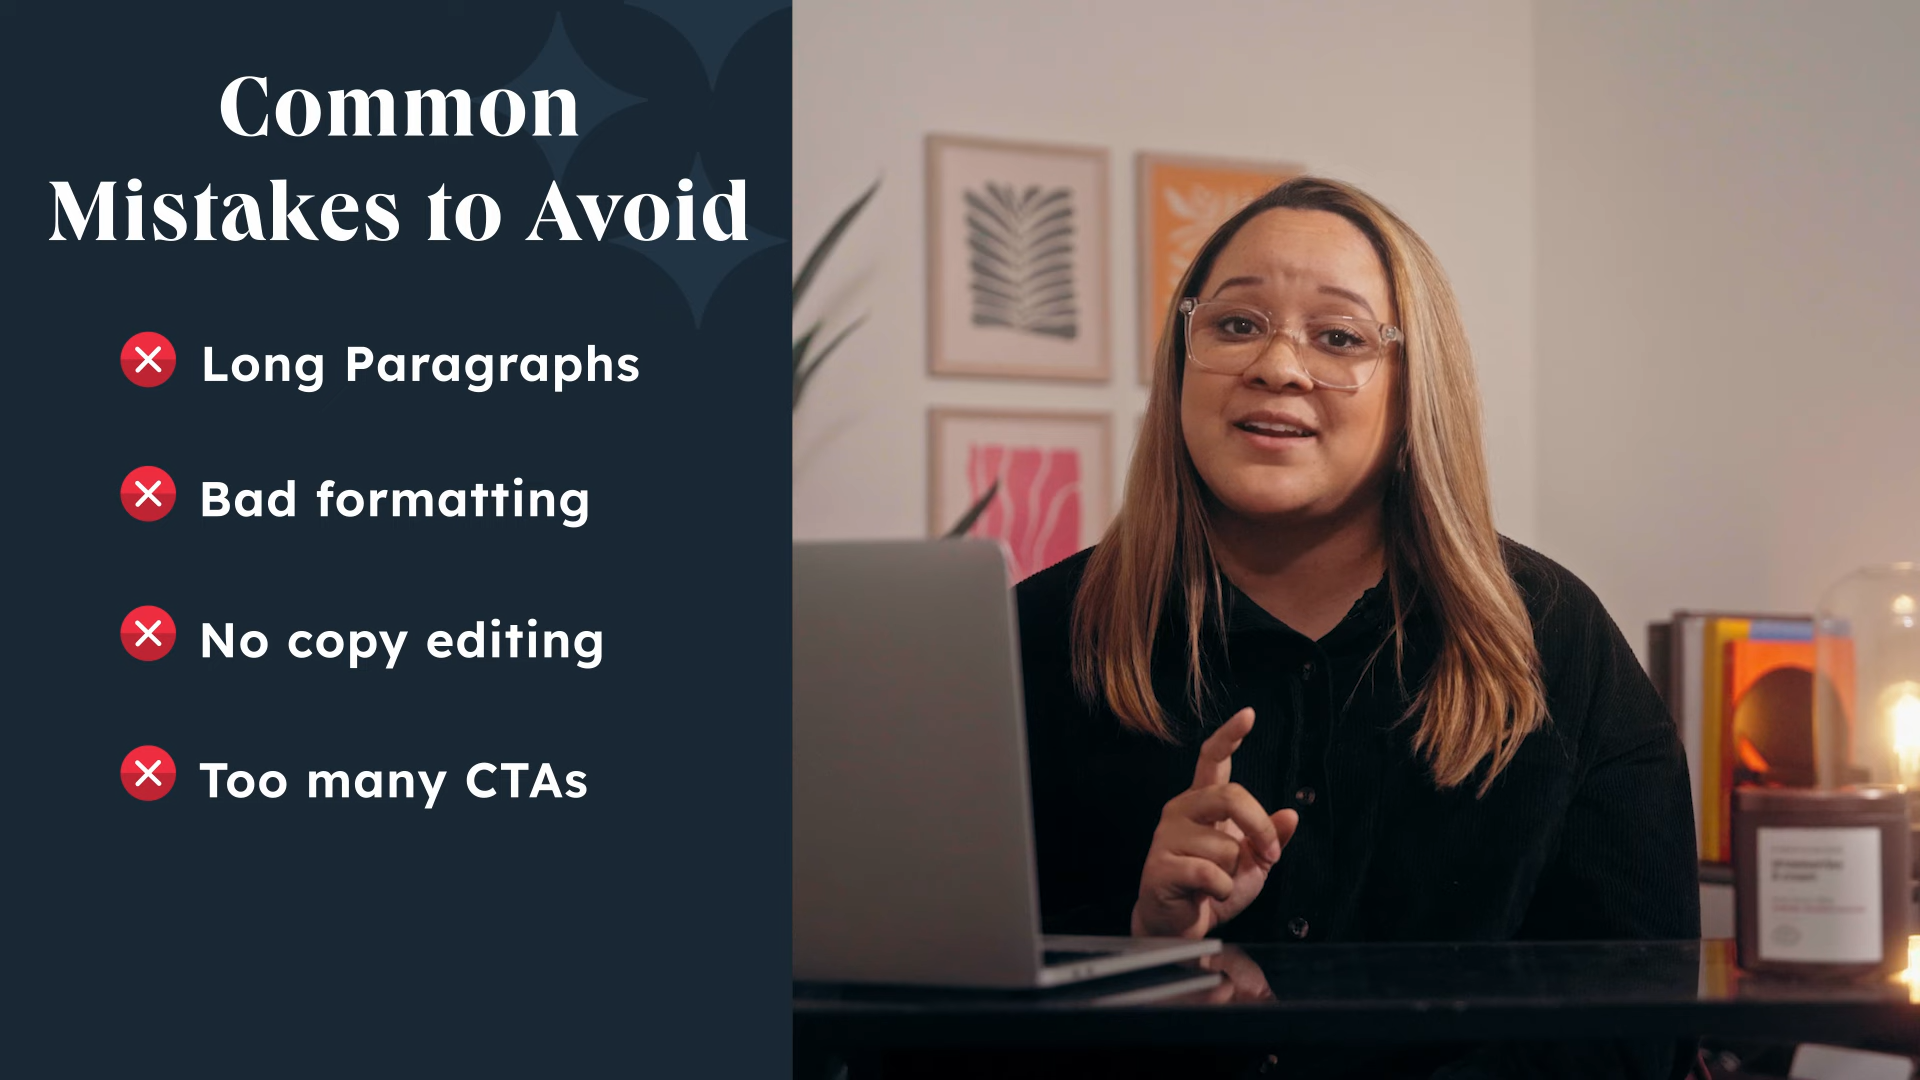 Common
Mistakes to Avoid
Long Paragraphs
Bad formatting
No copy editing
Too many CTAs